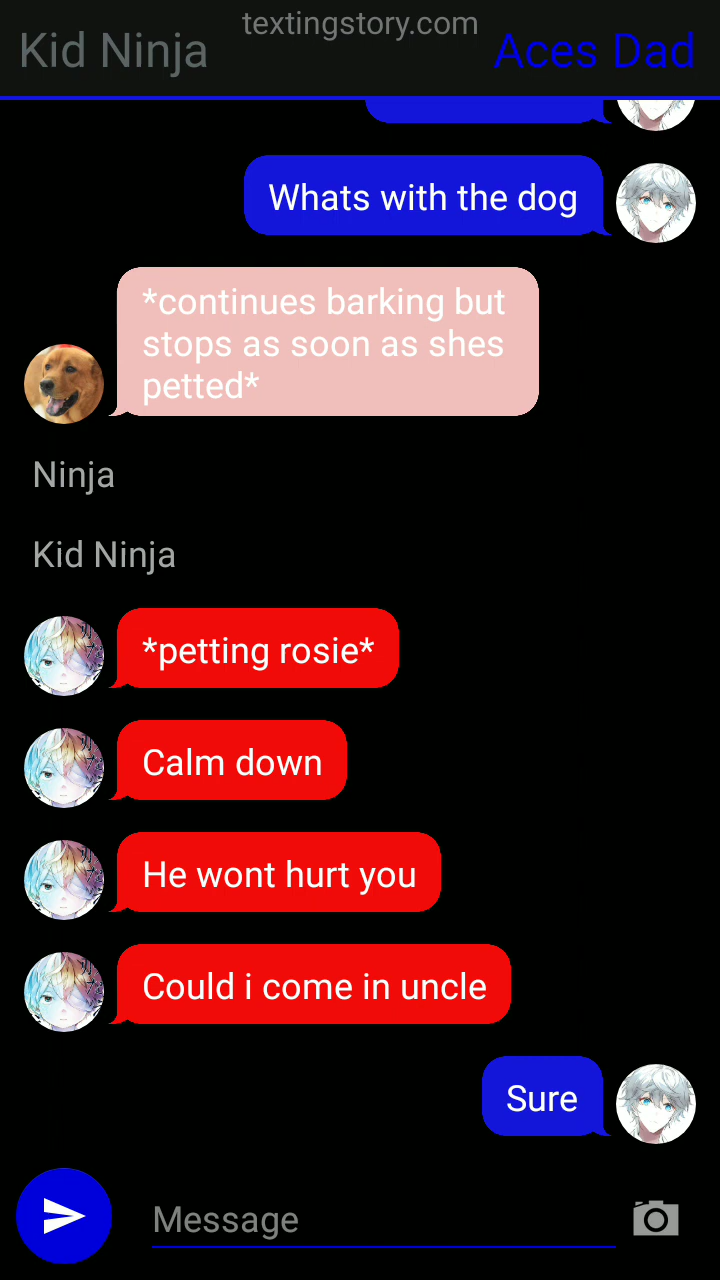 textingstory.com
Kid Ninja
Aces Dad
Whats with the dog
*continues barking but
stops as soon as shes
petted*
Ninja
Kid Ninja
*petting rosie*
Calm down
He wont hurt you
Could i come in uncle
Sure
Message